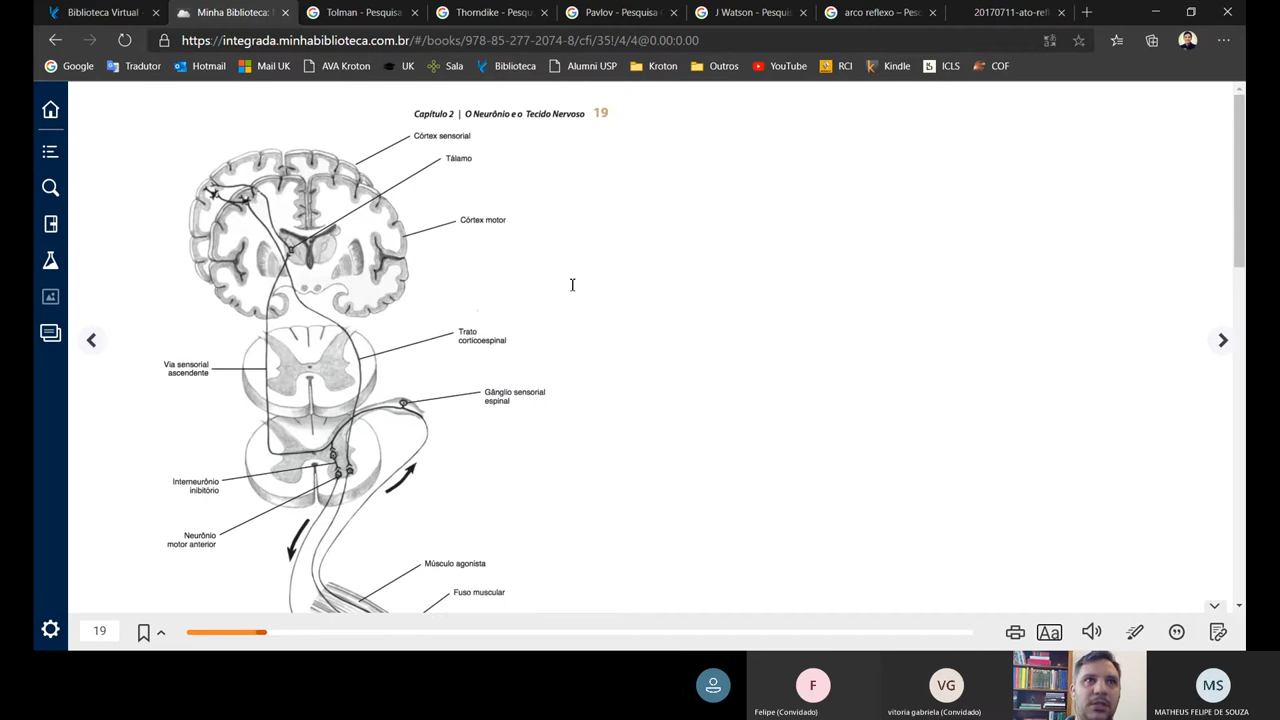 Biblioteca Virtual -
Minha Biblioteca:
Tolman - Pesquisa
Thorndike - Pesqu
Pavlov - Pesquisa
J Watson - Pesquis
arco reflexo – Pes
20170711-ato-refl
https://integrada.minhabiblioteca.com.br/#/books/978-85-277-2074-8/cfi/35!/4/4@0.00:0.00
Google
Tradutor
Hotmail
Mail UK
AVA Kroton
UK
Sala
Biblioteca
Alumni USP
Kroton
Outros
YouTube
RCI
Kindle
LLS
COF
Capítulo 2 | O Neurônio e o Tecido Nervoso 19
Córtex sensorial
Tálamo
Córtex motor
Trato
corticoespinal
Via sensorial
ascendente
Gânglio sensorial
espinal
Interneurônio
inibitório
Neurônio
motor anterior
Músculo agonista
Fuso muscular
19
Aa
F
VG
MS
Felipe (Convidado)
vitoria gabriela (Convidado)
MATHEUS FELIPE DE SOUZA